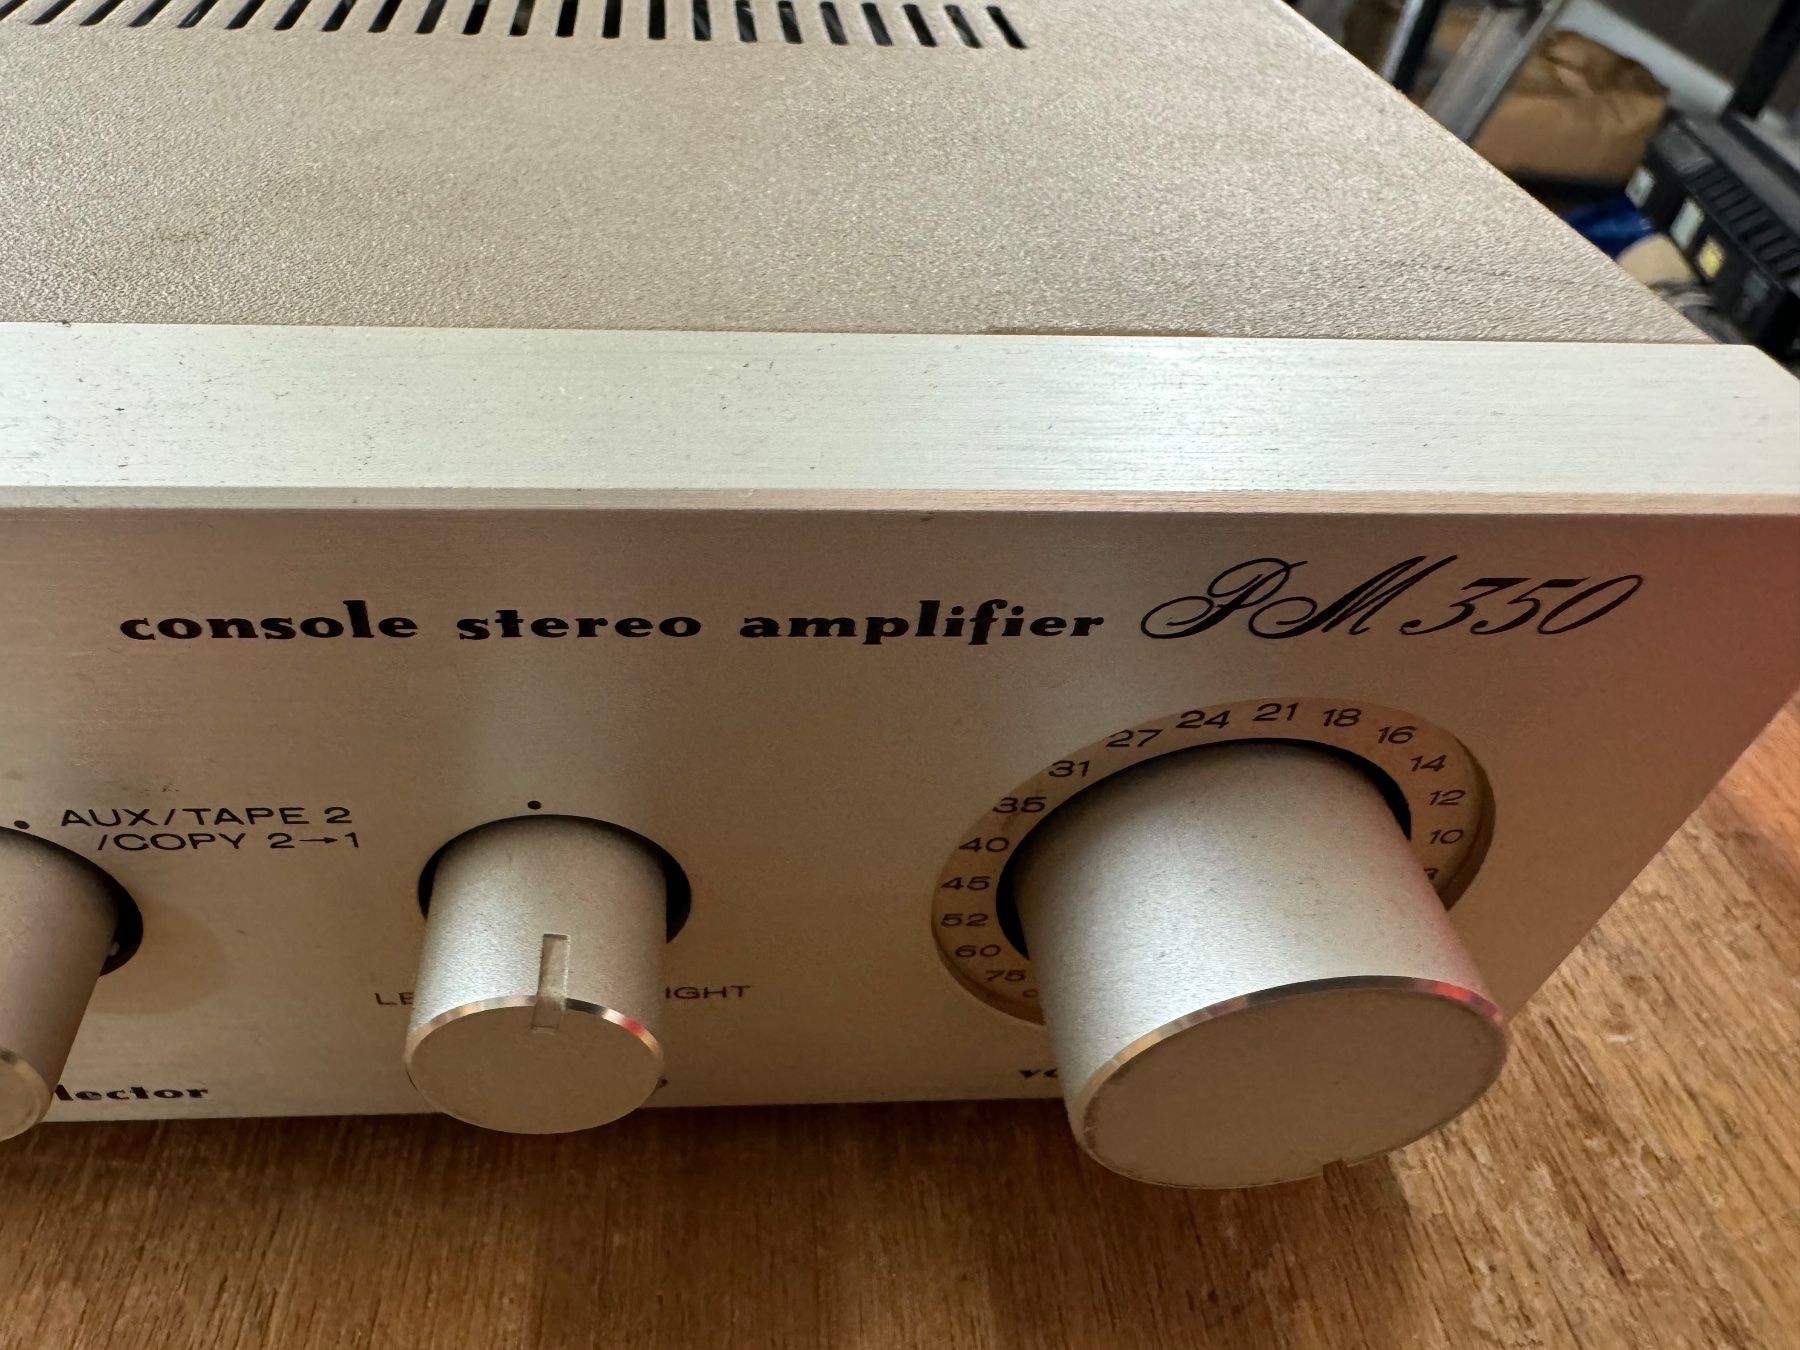 console stereo amplifier PM 350
27 24 21 18 16 14 12 10
31 35 40 45 52 60 75
AUX/TAPE 2
/COPY 2→1